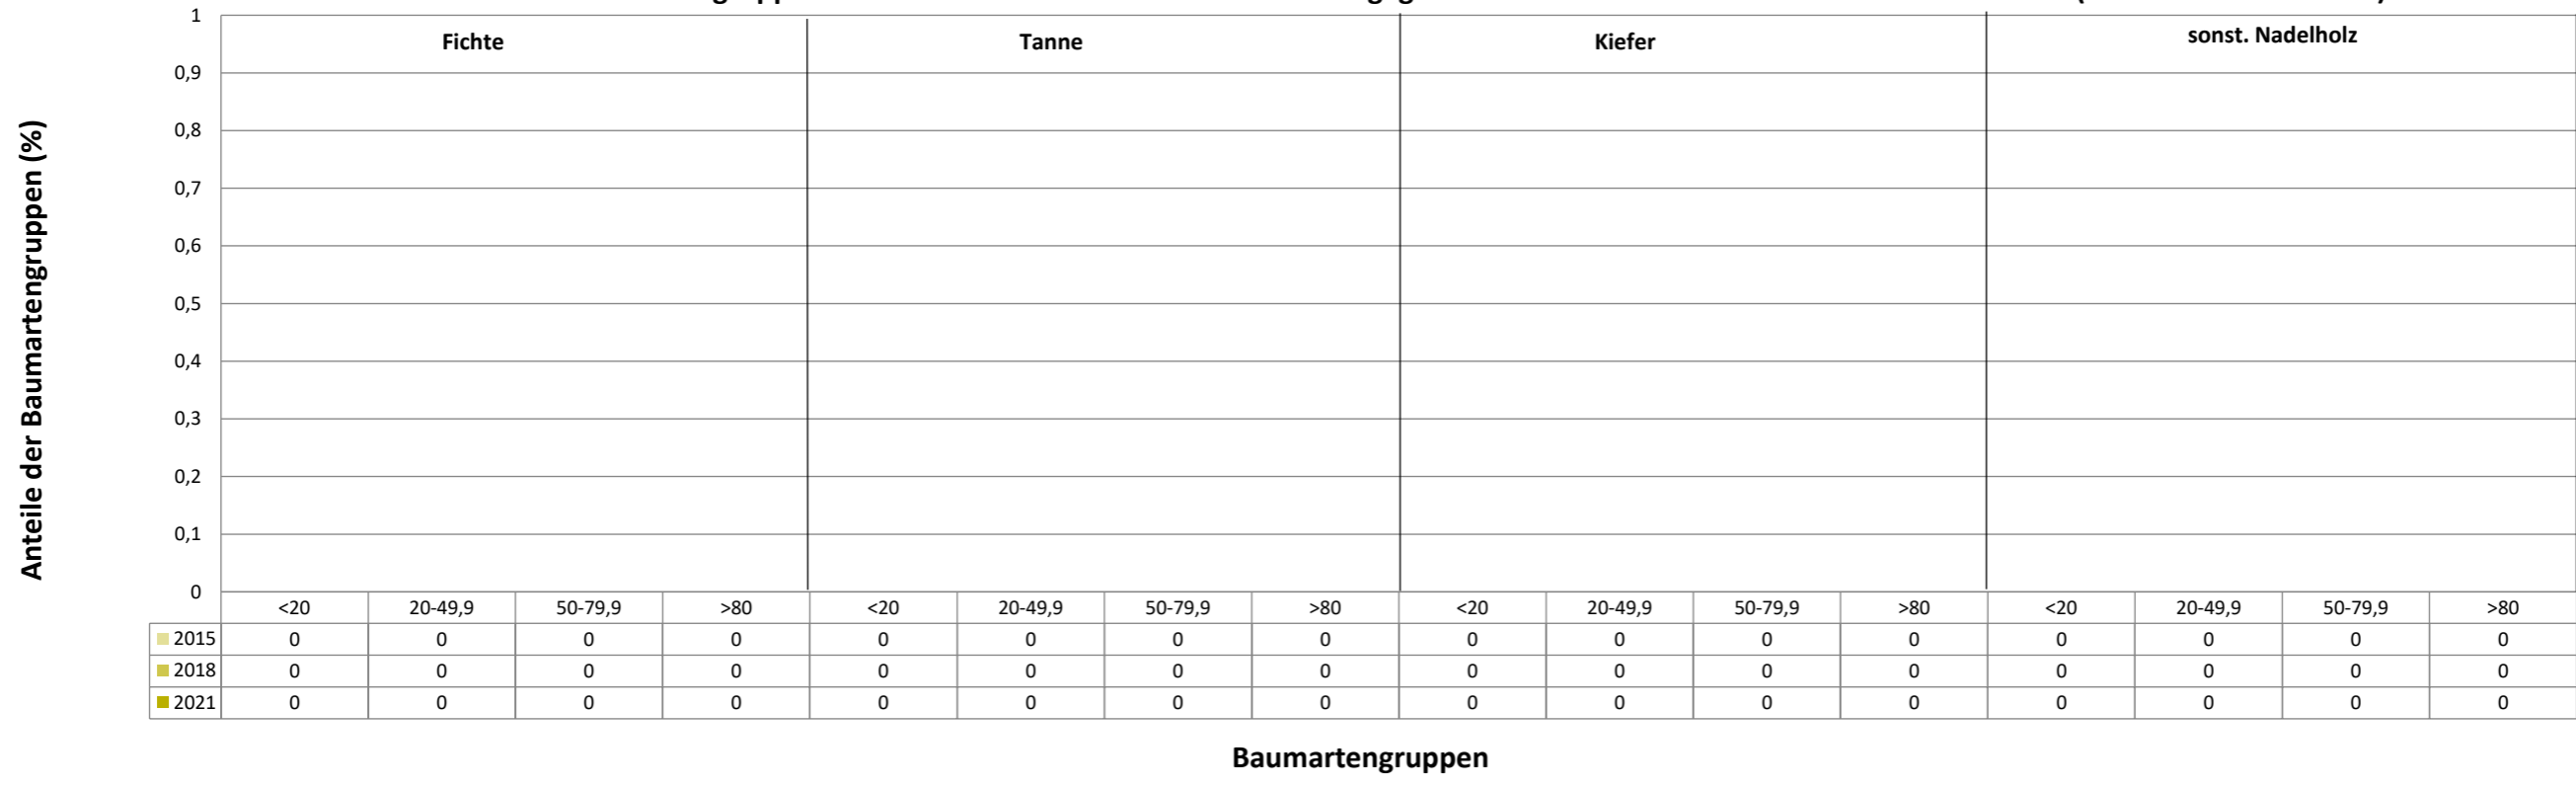 1
Fichte Tanne Kiefer sonst. Nadelholz
0,9
0,8
0,7
0,6
0,5
0,4
0,3
0,2
0,1
0
Anteile der Baumartengruppen (%)
<20 20-49,9 50-79,9 >80 <20 20-49,9 50-79,9 >80 <20 20-49,9 50-79,9 >80 <20 20-49,9 50-79,9 >80
2015 0 0 0 0 0 0 0 0 0 0 0 0 0 0 0 0
2018 0 0 0 0 0 0 0 0 0 0 0 0 0 0 0 0
2021 0 0 0 0 0 0 0 0 0 0 0 0 0 0 0 0
Baumartengruppen